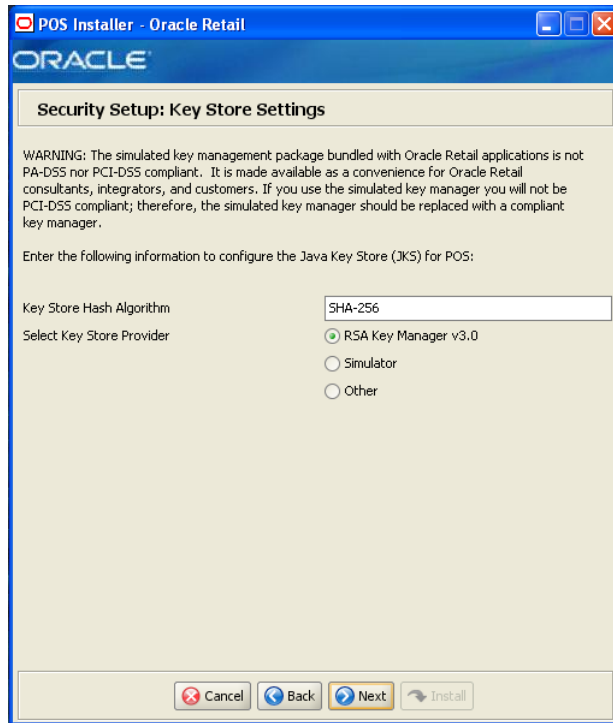 POS Installer - Oracle Retail
ORACLE
Security Setup: Key Store Settings
WARNING: The simulated key management package bundled with Oracle Retail applications is not
PA-DSS nor PCI-DSS compliant. It is made available as a convenience for Oracle Retail
consultants, integrators, and customers. If you use the simulated key manager you will not be
PCI-DSS compliant; therefore, the simulated key manager should be replaced with a compliant
key manager.
Enter the following information to configure the Java Key Store (JKS) for POS:
Key Store Hash Algorithm SHA-256
Select Key Store Provider RSA Key Manager v3.0
Simulator
Other
Cancel Back Next Install